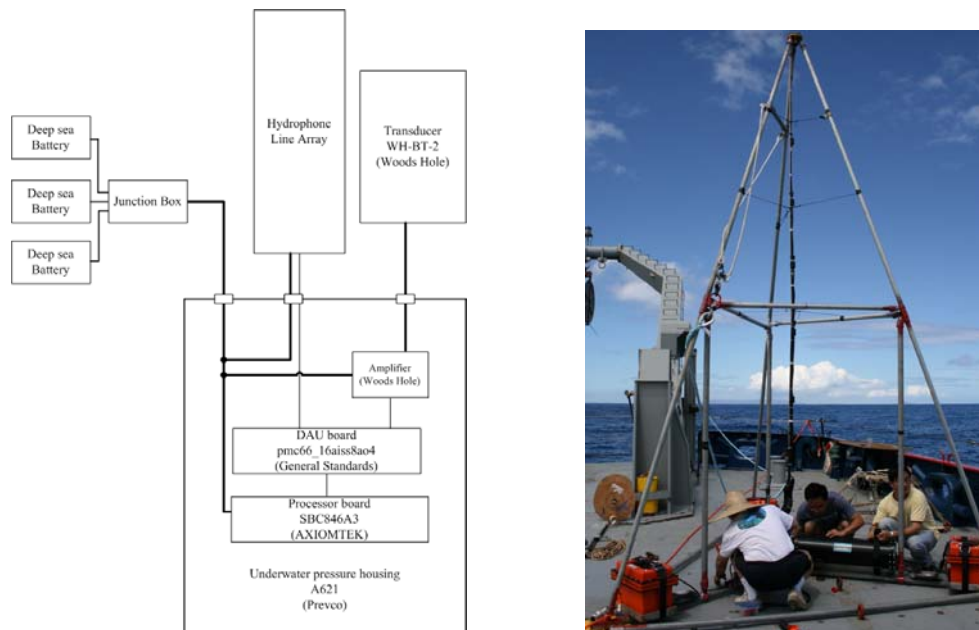 Deep sea
Battery
Deep sea
Battery
Deep sea
Battery
Junction Box
Hydrophone
Line Array
Transducer
WH-BT-2
(Woods Hole)
Amplifier
(Woods Hole)
DAU board
pmc66_16aiss8ao4
(General Standards)
Processor board
SBC846A3
(AXIOMTEK)
Underwater pressure housing
A621
(Prevco)